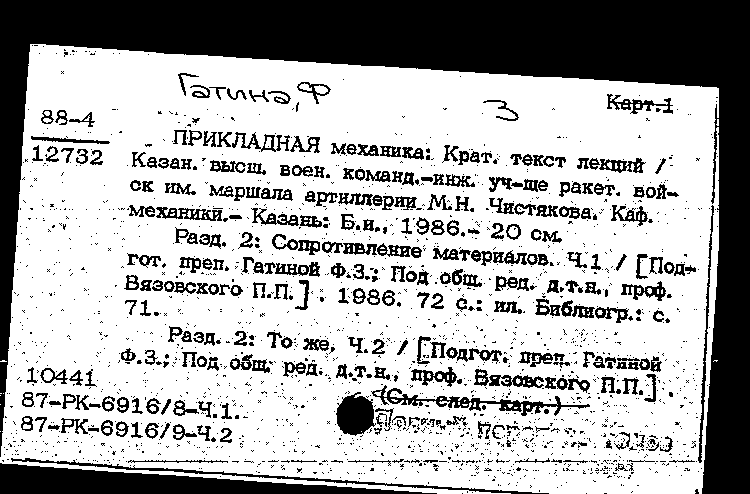 Гатина, Ф
3
Карт.1
88-4
12732
ПРИКЛАДНАЯ механика: Крат. текст лекций /
Казан. высш. воен. команд.-инж. уч-ще ракет. вой-
ск им. маршала артиллерии М.Н. Чистякова. Каф.
механики.- Казань: Б.и., 1986.- 20 см.
Разд. 2: Сопротивление материалов. Ч.1 / [Под-
гот. преп. Гатиной Ф.З.; Под общ. ред. д.т.н., проф.
Вязовского П.П.] . 1986. 72 с.: ил. Библиогр.: с.
71.
Разд. 2: То же, Ч.2 / [Подгот. преп. Гатиной
Ф.З.; Под общ. ред. д.т.н., проф. Вязовского П.П.] .
(См. след. карт.)
10441
87-РК-6916/8-Ч.1.
87-РК-6916/9-Ч.2